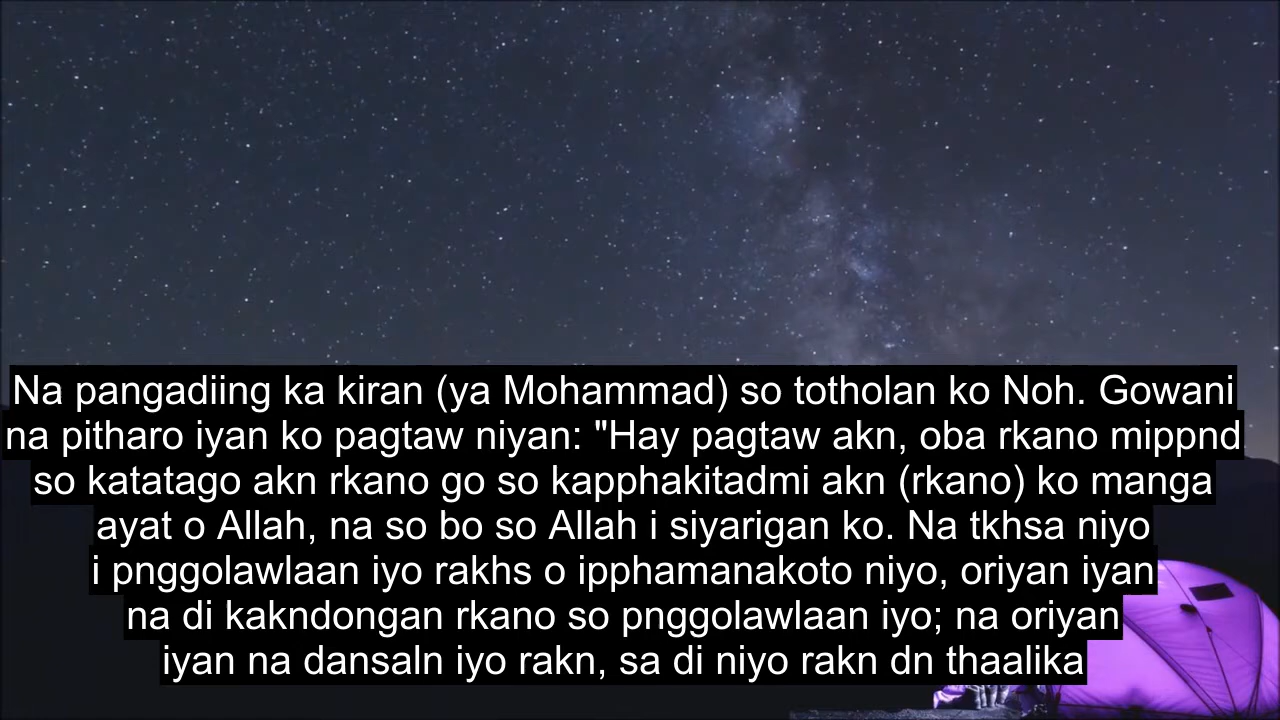 Na pangadiing ka kiran (ya Mohammad) so totholan ko Noh. Gowani
na pitharo iyan ko pagtaw niyan: "Hay pagtaw akn, oba rkano mippnd
so katatago akn rkano go so kapphakitadmi akn (rkano) ko manga
ayat o Allah, na so bo so Allah i siyarigan ko. Na tkhsa niyo
i pnggolawlaan iyo rakhs o ipphamanakoto niyo, oriyan iyan
na di kakndongan rkano so pnggolawlaan iyo; na oriyan
iyan na dansaln iyo rakn, sa di niyo rakn dn thaalika